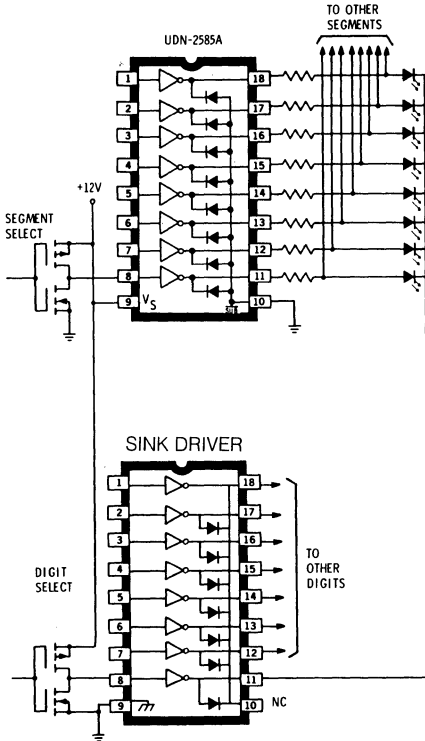 TO OTHER
SEGMENTS
UDN-2585A
1
18
2
17
3
16
4
15
+12V
5
14
SEGMENT
SELECT
6
13
7
12
8
11
9
VS
10
SUB
SINK DRIVER
1
18
2
17
3
16
4
15
TO
OTHER
DIGITS
DIGIT
SELECT
5
14
6
13
7
12
8
11
9
10
NC